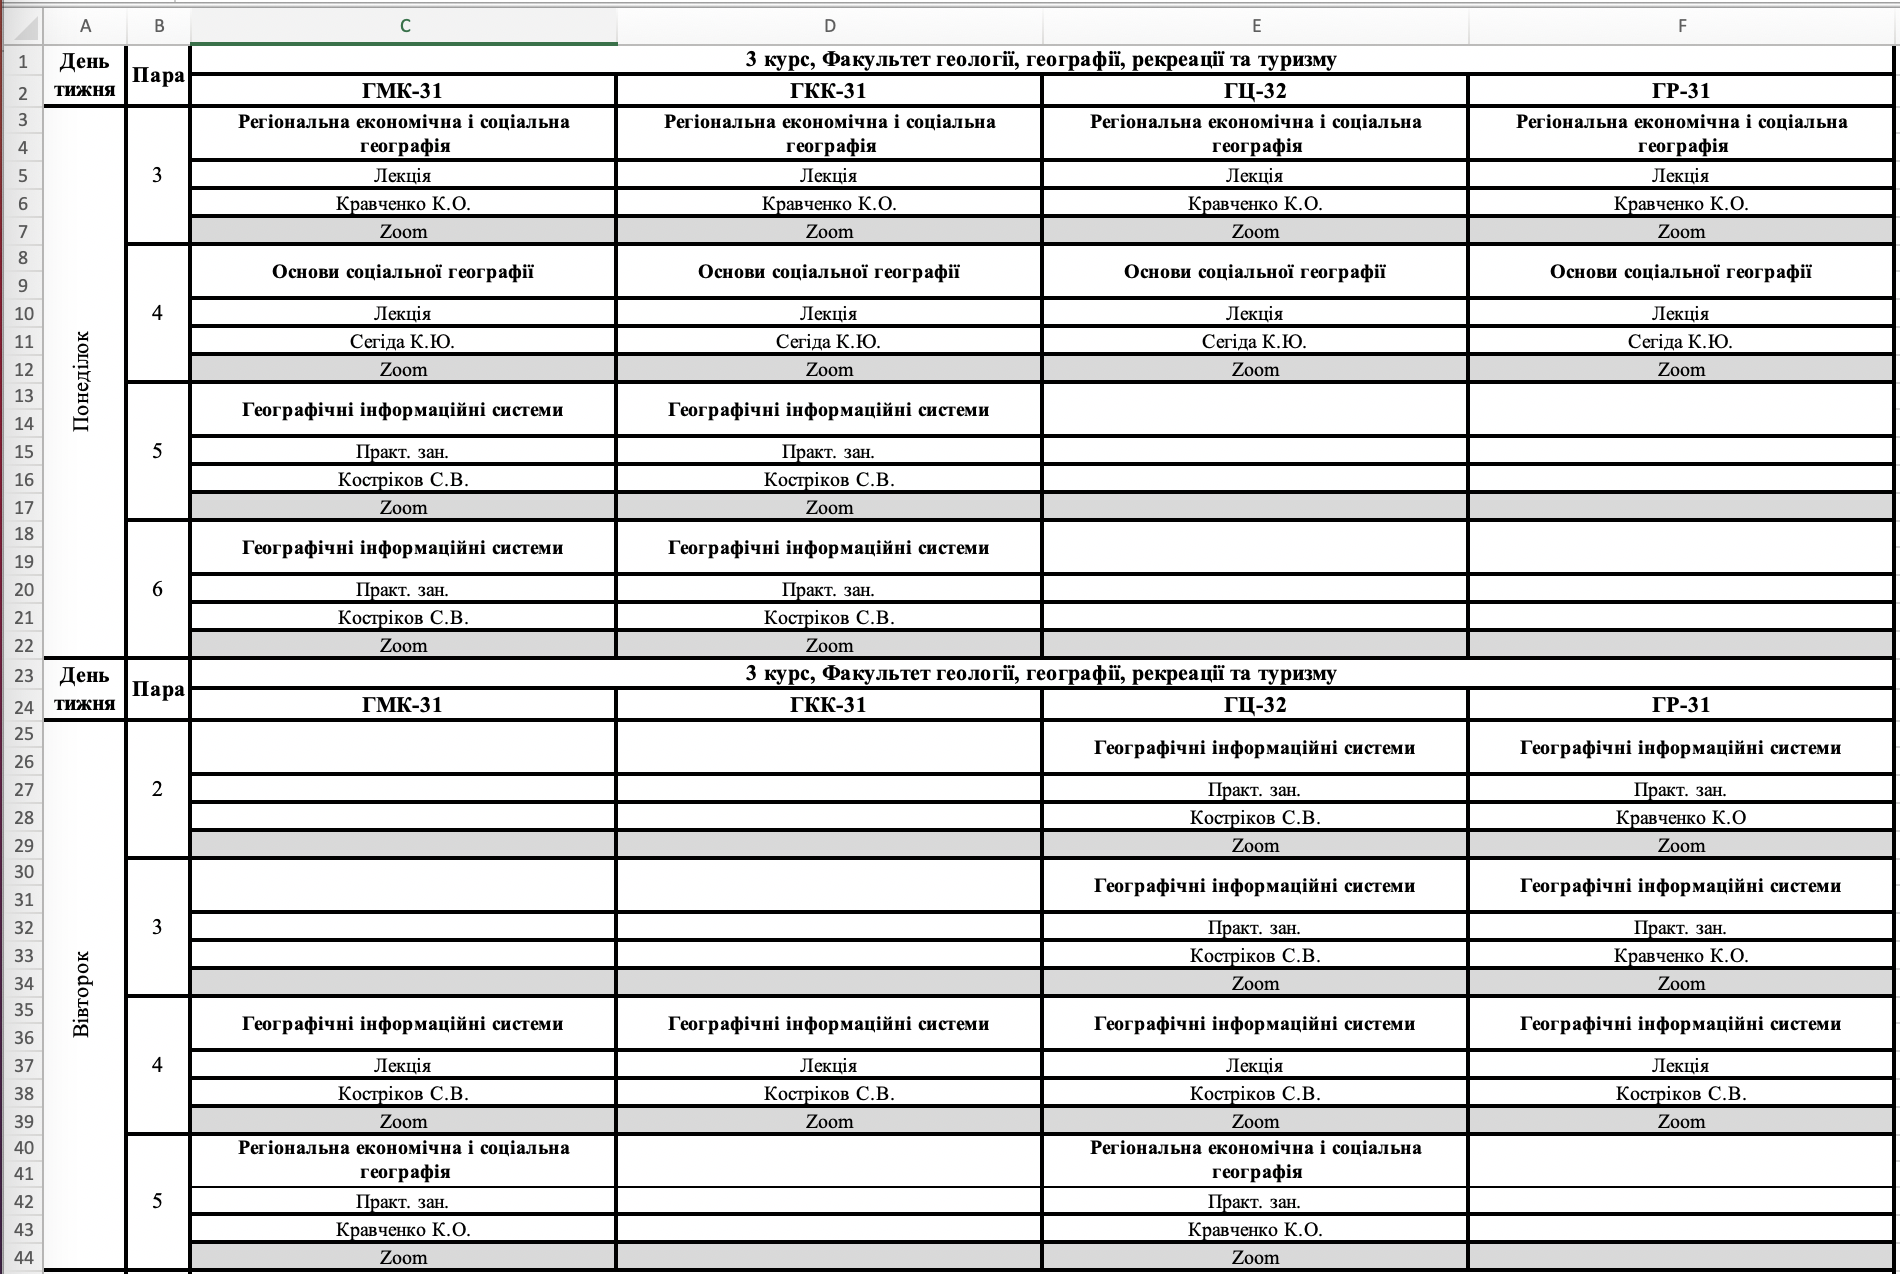 A B C D E F
1 День 3 курс, Факультет геології, географії, рекреації та туризму
2 тижня Пара ГМК-31 ГКК-31 ГЦ-32 ГР-31
3 Регіональна економічна і соціальна Регіональна економічна і соціальна Регіональна економічна і соціальна Регіональна економічна і соціальна
4 географія географія географія географія
5 3 Лекція Лекція Лекція Лекція
6 Кравченко К.О. Кравченко К.О. Кравченко К.О. Кравченко К.О.
7 Zoom Zoom Zoom Zoom
8
Основи соціальної географії Основи соціальної географії Основи соціальної географії Основи соціальної географії
9
10 4 Лекція Лекція Лекція Лекція
11 Сегіда К.Ю. Сегіда К.Ю. Сегіда К.Ю. Сегіда К.Ю.
12 Zoom Zoom Zoom Zoom
Понеділок
13
Географічні інформаційні системи Географічні інформаційні системи
14
15 5 Практ. зан. Практ. зан.
16 Костріков С.В. Костріков С.В.
17 Zoom Zoom
18
Географічні інформаційні системи Географічні інформаційні системи
19
20 6 Практ. зан. Практ. зан.
21 Костріков С.В. Костріков С.В.
22 Zoom Zoom
23 День 3 курс, Факультет геології, географії, рекреації та туризму
24 тижня Пара ГМК-31 ГКК-31 ГЦ-32 ГР-31
25
Географічні інформаційні системи Географічні інформаційні системи
26
27 2 Практ. зан. Практ. зан.
28 Костріков С.В. Кравченко К.О
29 Zoom Zoom
30
Географічні інформаційні системи Географічні інформаційні системи
31
32 3 Практ. зан. Практ. зан.
33 Костріков С.В. Кравченко К.О.
34 Zoom Zoom
Вівторок
35
Географічні інформаційні системи Географічні інформаційні системи Географічні інформаційні системи Географічні інформаційні системи
36
37 4 Лекція Лекція Лекція Лекція
38 Костріков С.В. Костріков С.В. Костріков С.В. Костріков С.В.
39 Zoom Zoom Zoom Zoom
40 Регіональна економічна і соціальна Регіональна економічна і соціальна
41 географія географія
42 5 Практ. зан. Практ. зан.
43 Кравченко К.О. Кравченко К.О.
44 Zoom Zoom